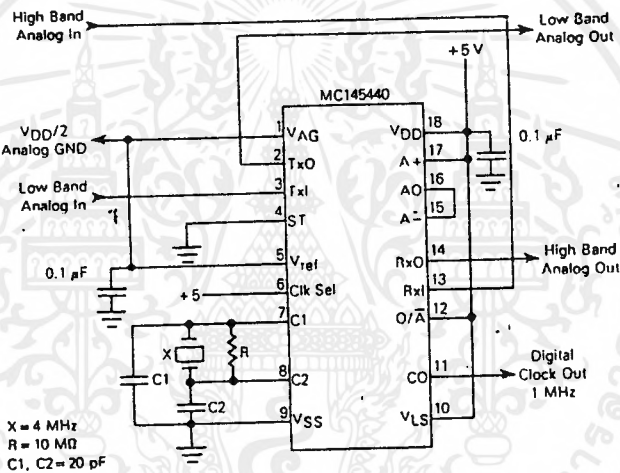 High Band
Analog In
Low Band
Analog Out
+5 V
MC145440
VDD/2
Analog GND
1 VAG
VDD 18
0.1 µF
2 TxO
A+ 17
Low Band
Analog In
3 TxI
AO 16
4 ST
A- 15
5 Vref
RxO 14
High Band
Analog Out
0.1 µF
+5
6 Clk Sel
RxI 13
7 C1
O/A 12
X
R
C1
8 C2
CO 11
Digital
Clock Out
1 MHz
C2
9 VSS
VLS 10
X = 4 MHz
R = 10 MΩ
C1, C2 = 20 pF